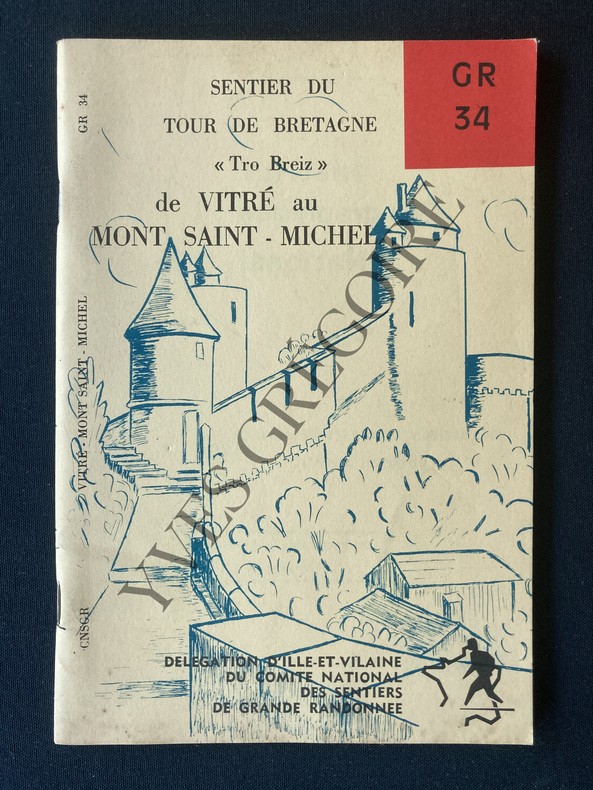 GR
34
SENTIER DU
TOUR DE BRETAGNE
« Tro Breiz »
de VITRÉ au
MONT SAINT - MICHEL
GR 34
VITRÉ - MONT SAINT - MICHEL
CNSGR
YVES GRÉGOIRE
DELEGATION D'ILLE-ET-VILAINE
DU COMITE NATIONAL
DES SENTIERS
DE GRANDE RANDONNEE